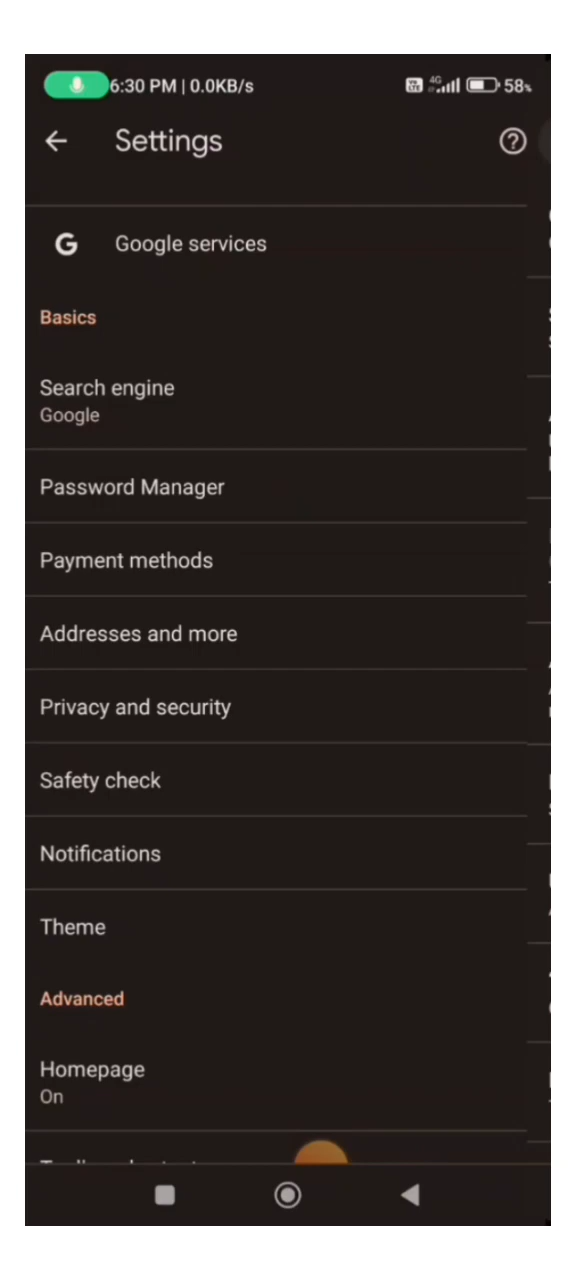 6:30 PM | 0.0KB/s 4G 58%
Settings
G Google services
Basics
Search engine
Google
Password Manager
Payment methods
Addresses and more
Privacy and security
Safety check
Notifications
Theme
Advanced
Homepage
On